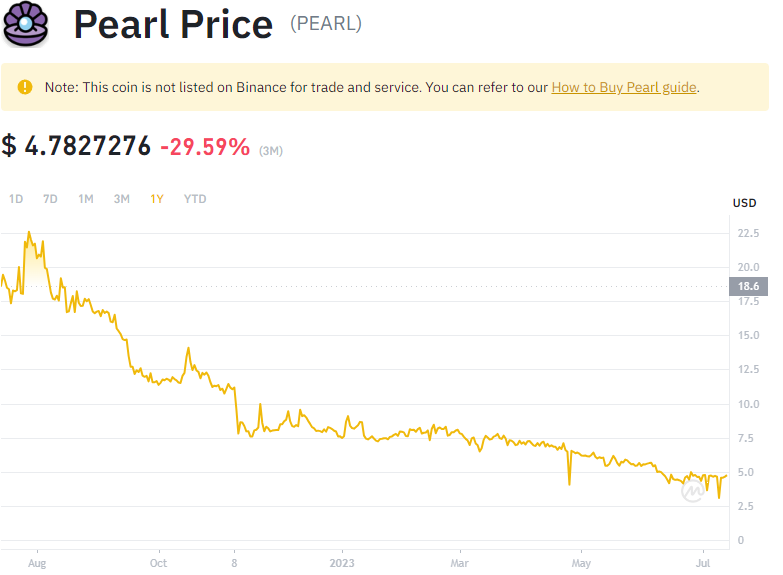 Pearl Price (PEARL)
Note: This coin is not listed on Binance for trade and service. You can refer to our How to Buy Pearl guide.
$ 4.7827276 -29.59% (3M)
1D 7D 1M 3M 1Y YTD
USD
22.5
20.0
18.6
17.5
15.0
12.5
10.0
7.5
5.0
2.5
0
Aug Oct 8 2023 Mar May Jul